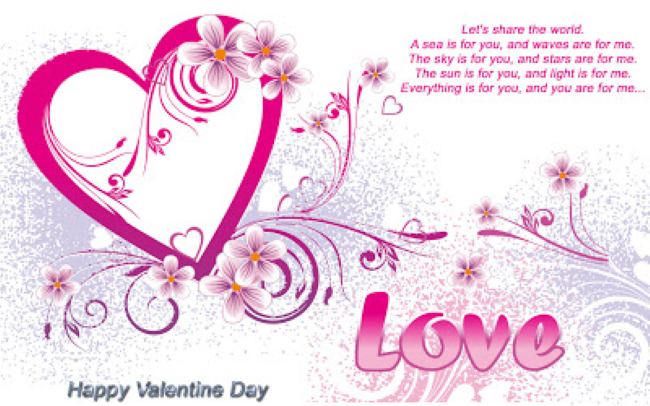 Let's share the world.
A sea is for you, and waves are for me.
The sky is for you, and stars are for me.
The sun is for you, and light is for me.
Everything is for you, and you are for me...
Love
Happy Valentine Day